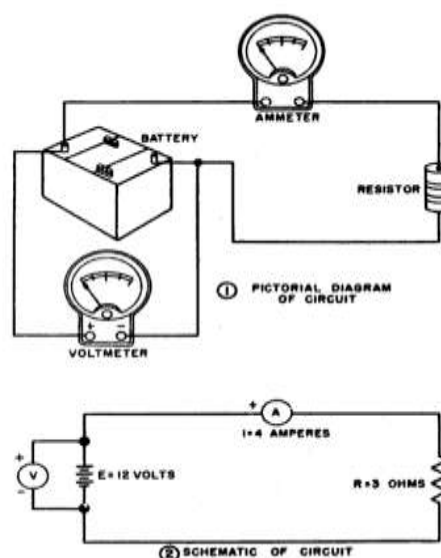 AMMETER
BATTERY
RESISTOR
① PICTORIAL DIAGRAM
OF CIRCUIT
+ −
VOLTMETER
+ A
I=4 AMPERES
+
V
−
E=12 VOLTS
R=3 OHMS
② SCHEMATIC OF CIRCUIT